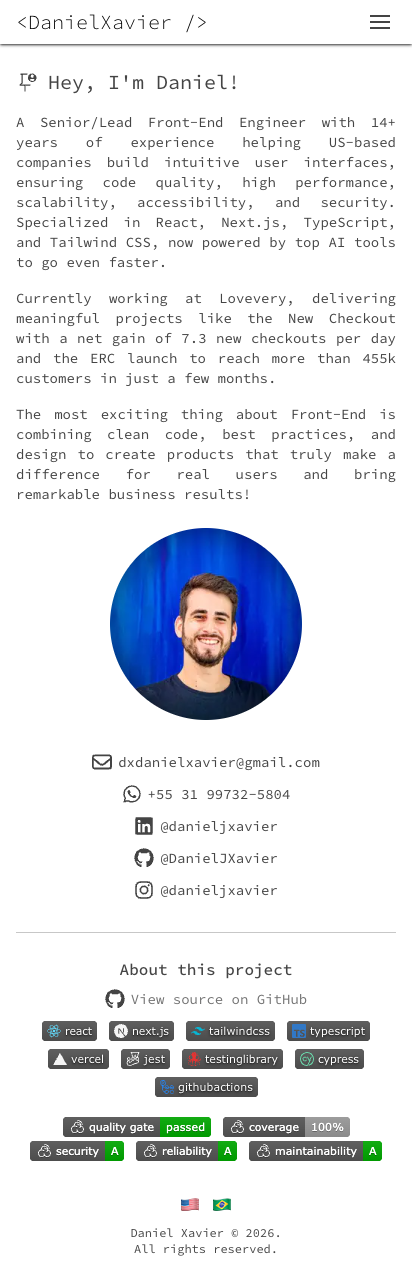 <DanielXavier />
Hey, I'm Daniel!
A Senior/Lead Front-End Engineer with 14+
years of experience helping US-based
companies build intuitive user interfaces,
ensuring code quality, high performance,
scalability, accessibility, and security.
Specialized in React, Next.js, TypeScript,
and Tailwind CSS, now powered by top AI tools
to go even faster.
Currently working at Lovevery, delivering
meaningful projects like the New Checkout
with a net gain of 7.3 new checkouts per day
and the ERC launch to reach more than 455k
customers in just a few months.
The most exciting thing about Front-End is
combining clean code, best practices, and
design to create products that truly make a
difference for real users and bring
remarkable business results!
dxdanielxavier@gmail.com
+55 31 99732-5804
@danieljxavier
@DanielJXavier
@danieljxavier
About this project
View source on GitHub
react next.js tailwindcss typescript
vercel jest testinglibrary cypress
githubactions
quality gate passed coverage 100%
security A reliability A maintainability A
Daniel Xavier © 2026.
All rights reserved.